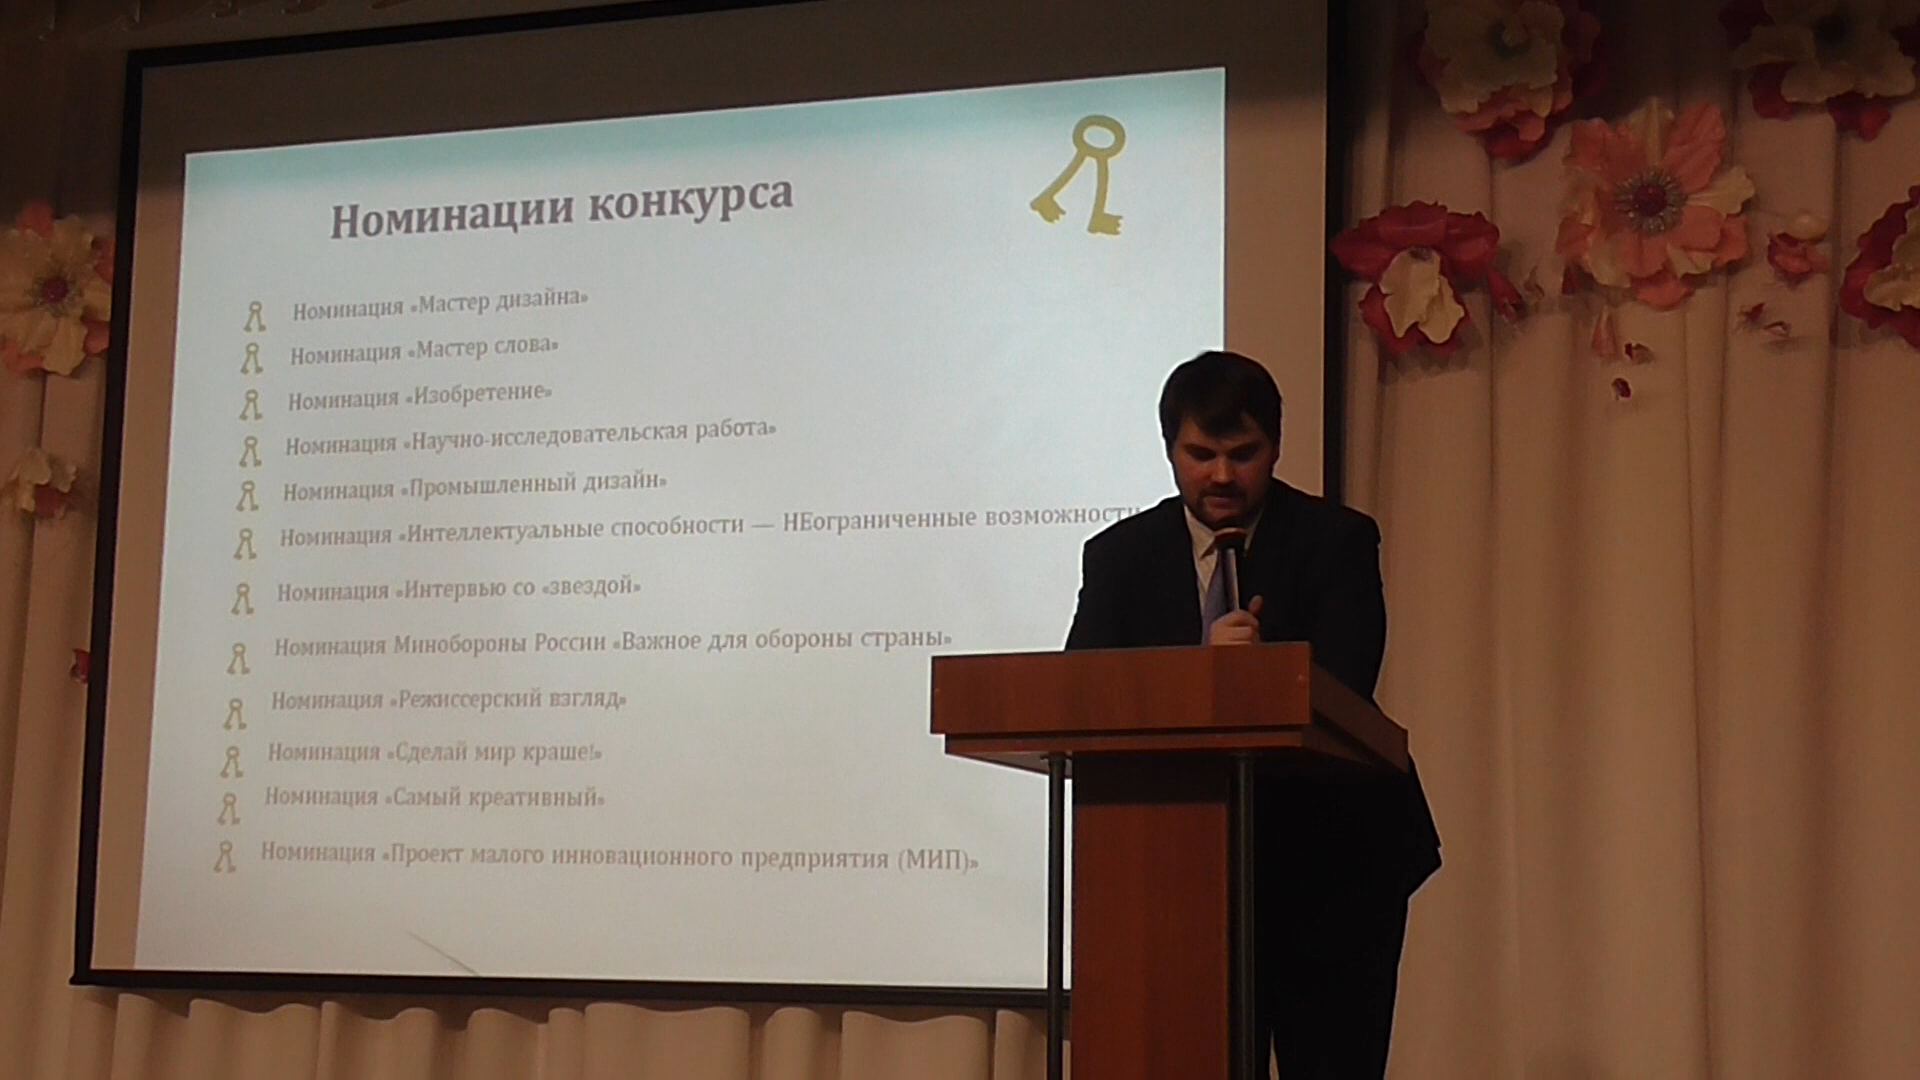 Номинации конкурса
Номинация «Мастер дизайна»
Номинация «Мастер слова»
Номинация «Изобретение»
Номинация «Научно-исследовательская работа»
Номинация «Промышленный дизайн»
Номинация «Интеллектуальные способности — НЕограниченные возможности
Номинация «Интервью со «звездой»
Номинация Минобороны России «Важное для обороны страны»
Номинация «Режиссерский взгляд»
Номинация «Сделай мир краше!»
Номинация «Самый креативный»
Номинация «Проект малого инновационного предприятия (МИП)»